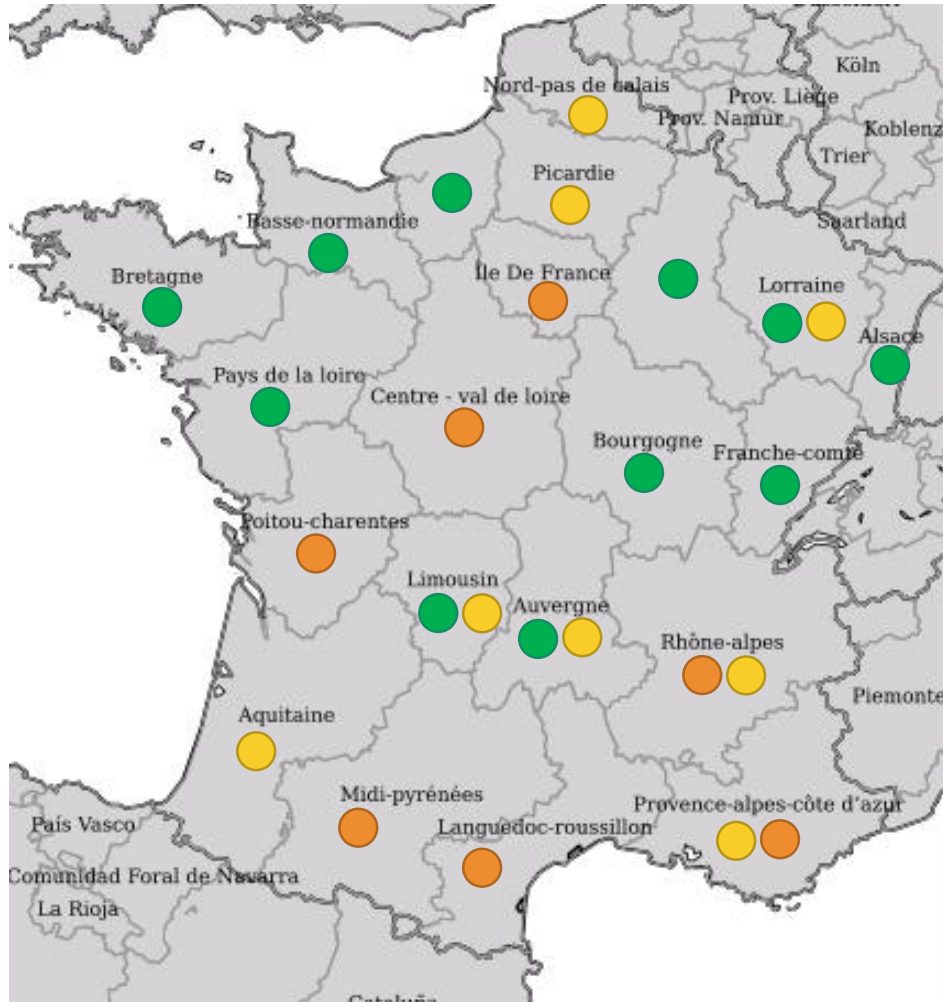 Köln
Nord-pas de calais
Prov. Liège
Prov. Namur
Koblenz
Trier
Picardie
Basse-normandie
Saarland
Bretagne
Île De France
Lorraine
Alsace
Pays de la loire
Centre - val de loire
Bourgogne
Franche-comté
Poitou-charentes
Limousin
Auvergne
Rhône-alpes
Piemonte
Aquitaine
Midi-pyrénées
Provence-alpes-côte d'azur
País Vasco
Languedoc-roussillon
Comunidad Foral de Navarra
La Rioja
Cataluña